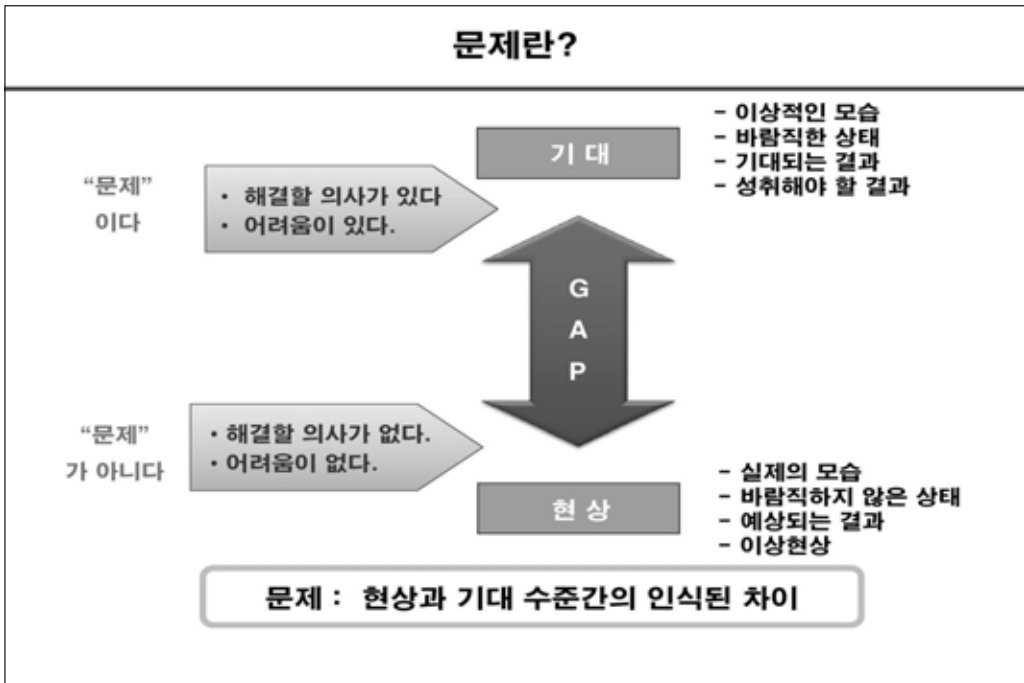 문제란?
기 대
- 이상적인 모습
- 바람직한 상태
- 기대되는 결과
- 성취해야 할 결과
“문제”
이다
• 해결할 의사가 있다
• 어려움이 있다.
G
A
P
“문제”
가 아니다
• 해결할 의사가 없다.
• 어려움이 없다.
현 상
- 실제의 모습
- 바람직하지 않은 상태
- 예상되는 결과
- 이상현상
문제 : 현상과 기대 수준간의 인식된 차이